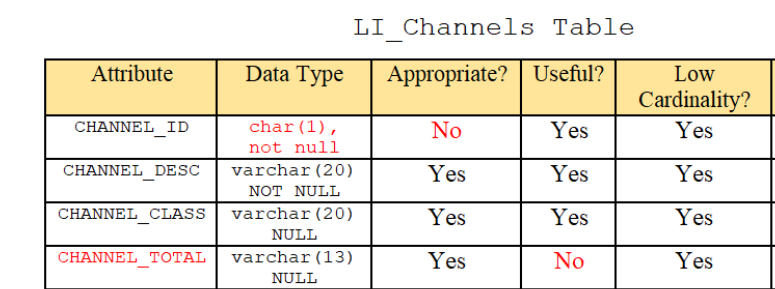 LI_Channels Table
Attribute Data Type Appropriate? Useful? Low
Cardinality?
CHANNEL_ID char(1), No Yes Yes
not null
CHANNEL_DESC varchar(20) Yes Yes Yes
NOT NULL
CHANNEL_CLASS varchar(20) Yes Yes Yes
NULL
CHANNEL_TOTAL varchar(13) Yes No Yes
NULL